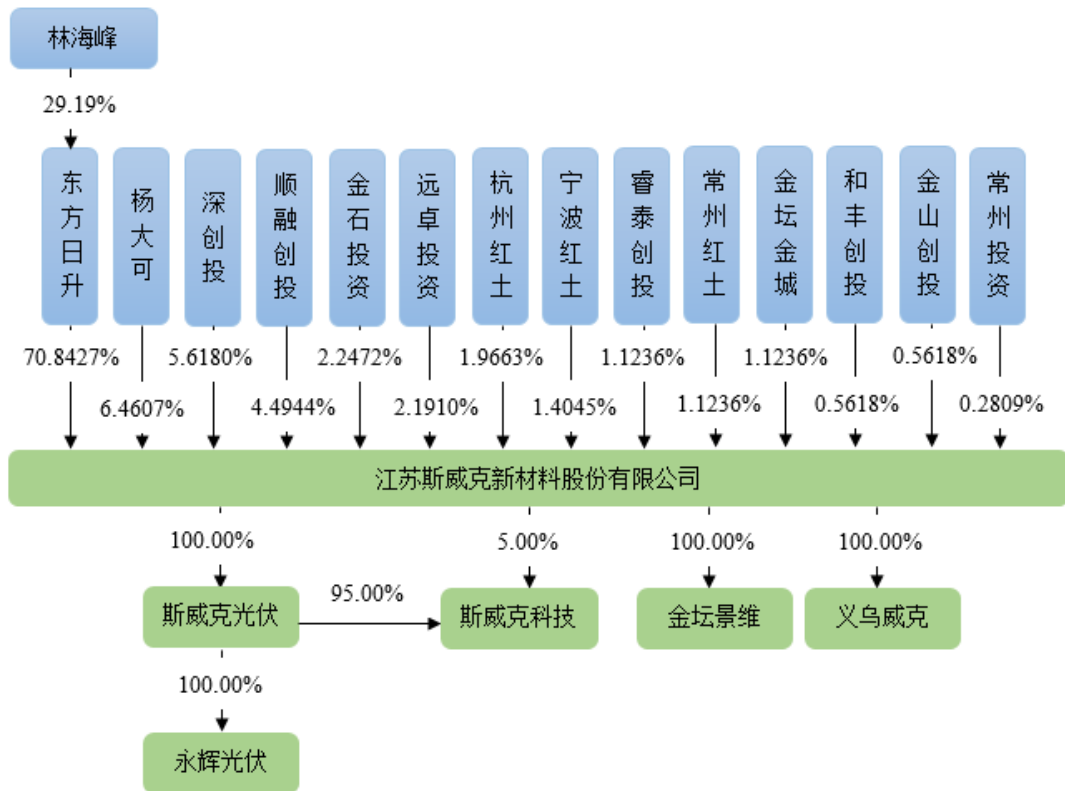 林海峰
29.19%
东方日升
杨大可
深创投
顺融创投
金石投资
远卓投资
杭州红土
宁波红土
睿泰创投
常州红土
金坛金城
和丰创投
金山创投
常州投资
70.8427%
5.6180%
2.2472%
1.9663%
1.1236%
1.1236%
0.5618%
6.4607%
4.4944%
2.1910%
1.4045%
1.1236%
0.5618%
0.2809%
江苏斯威克新材料股份有限公司
100.00%
5.00%
100.00%
100.00%
斯威克光伏
95.00%
斯威克科技
金坛景维
义乌威克
100.00%
永辉光伏